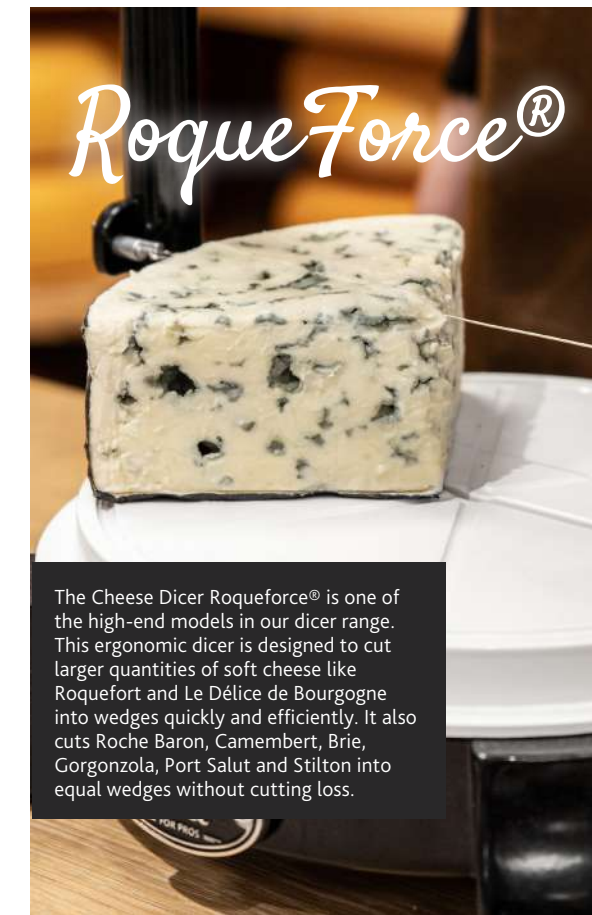 RoqueForce®
The Cheese Dicer Roqueforce® is one of
the high-end models in our dicer range.
This ergonomic dicer is designed to cut
larger quantities of soft cheese like
Roquefort and Le Délice de Bourgogne
into wedges quickly and efficiently. It also
cuts Roche Baron, Camembert, Brie,
Gorgonzola, Port Salut and Stilton into
equal wedges without cutting loss.
FOR PROS